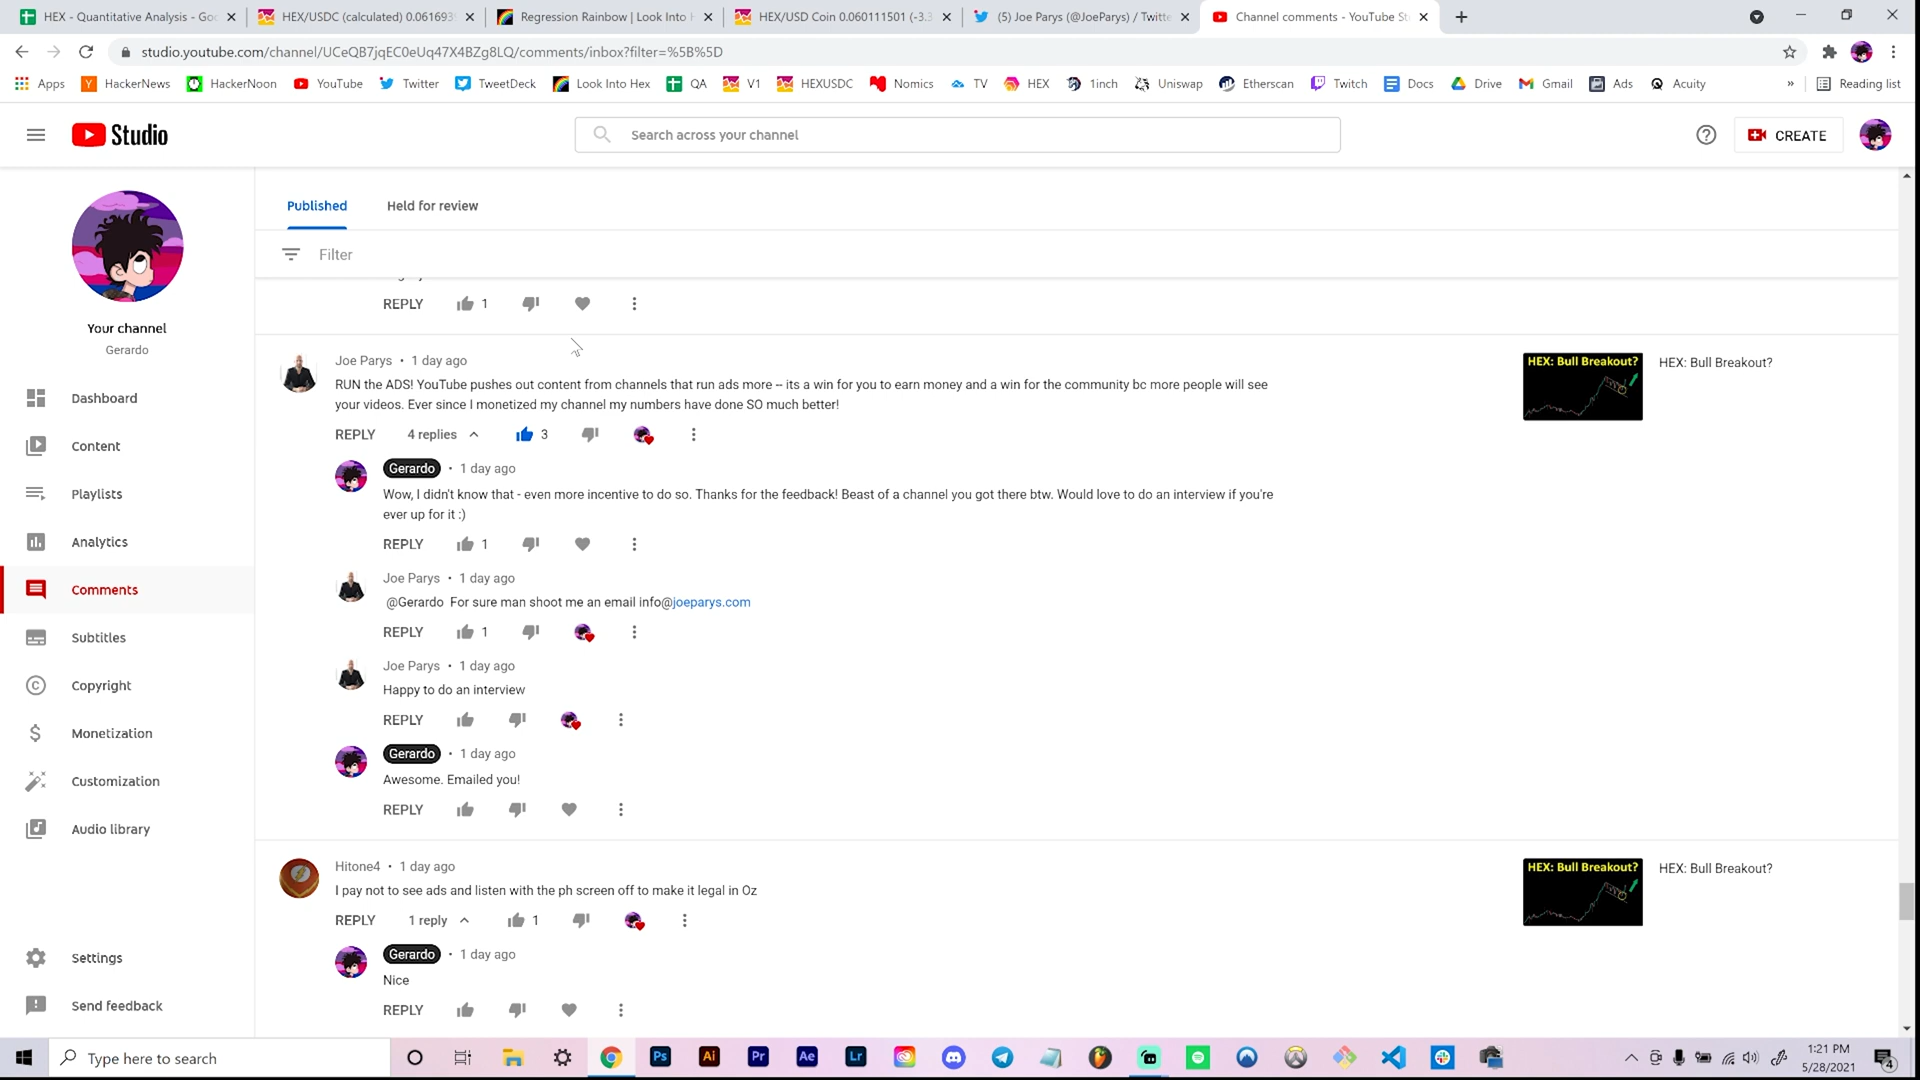 HEX - Quantitative Analysis - Goo
HEX/USDC (calculated) 0.06169
Regression Rainbow | Look Into
HEX/USD Coin 0.060111501 (-3.3
(5) Joe Parys (@JoeParys) / Twitte
Channel comments - YouTube St
studio.youtube.com/channel/UCeQB7jqEC0eUq47X4BZg8LQ/comments/inbox?filter=%5B%5D
Apps
HackerNews
HackerNoon
YouTube
Twitter
TweetDeck
Look Into Hex
QA
V1
HEXUSDC
Nomics
TV
HEX
1inch
Uniswap
Etherscan
Twitch
Docs
Drive
Gmail
Ads
Acuity
»
Reading list
Studio
Search across your channel
CREATE
Your channel
Gerardo
Dashboard
Content
Playlists
Analytics
Comments
Subtitles
Copyright
Monetization
Customization
Audio library
Settings
Send feedback
Published
Held for review
Filter
REPLY 1
Joe Parys • 1 day ago
RUN the ADS! YouTube pushes out content from channels that run ads more -- its a win for you to earn money and a win for the community bc more people will see
your videos. Ever since I monetized my channel my numbers have done SO much better!
REPLY 4 replies 3
HEX: Bull Breakout?
HEX: Bull Breakout?
Gerardo • 1 day ago
Wow, I didn't know that - even more incentive to do so. Thanks for the feedback! Beast of a channel you got there btw. Would love to do an interview if you're
ever up for it :)
REPLY 1
Joe Parys • 1 day ago
@Gerardo For sure man shoot me an email info@joeparys.com
REPLY 1
Joe Parys • 1 day ago
Happy to do an interview
REPLY
Gerardo • 1 day ago
Awesome. Emailed you!
REPLY
Hitone4 • 1 day ago
I pay not to see ads and listen with the ph screen off to make it legal in Oz
REPLY 1 reply 1
HEX: Bull Breakout?
HEX: Bull Breakout?
Gerardo • 1 day ago
Nice
REPLY
Type here to search
Ps
Ai
Pr
Ae
Lr
1:21 PM
5/28/2021
4